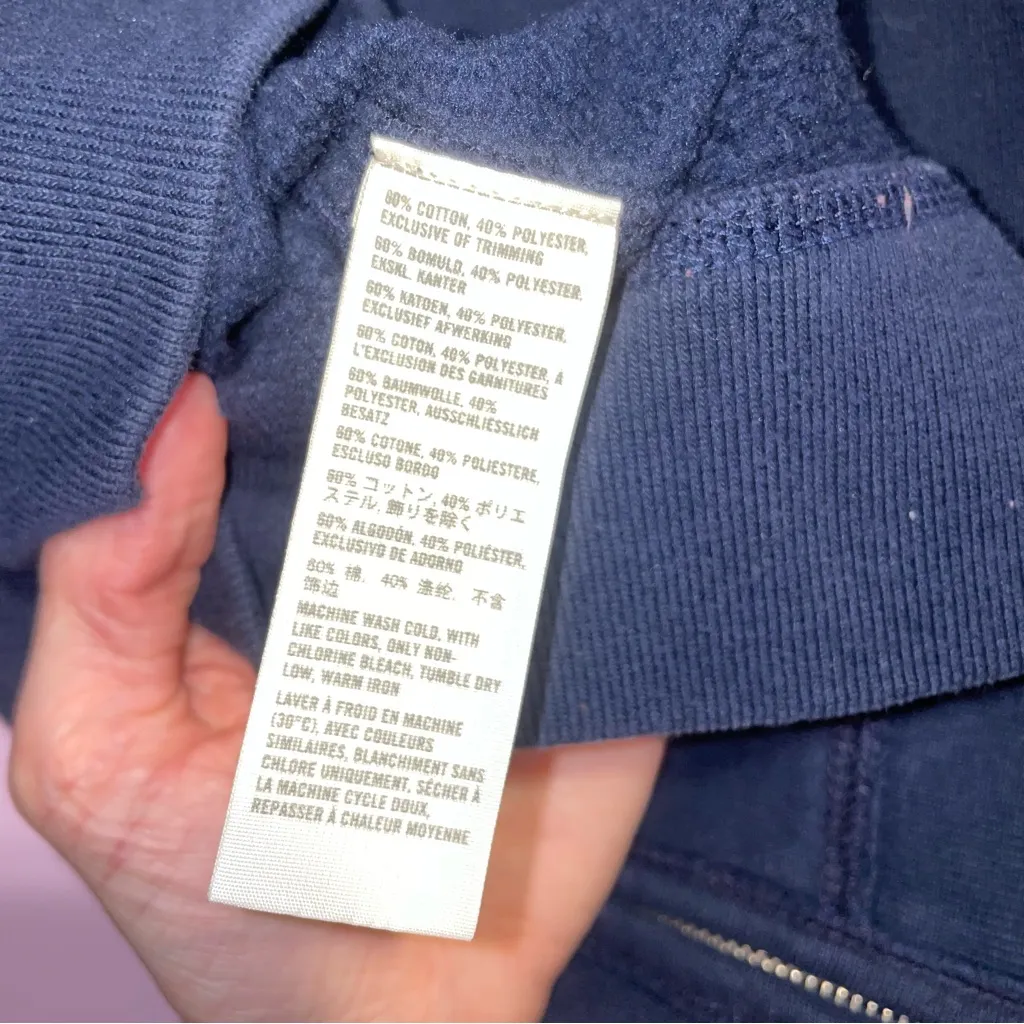 60% COTTON, 40% POLYESTER,
EXCLUSIVE OF TRIMMING
60% BOMULD, 40% POLYESTER.
EKSKL. KANTER
60% KATOEN, 40% POLYESTER,
EXCLUSIEF AFWERKING
60% COTON, 40% POLYESTER, À
L'EXCLUSION DES GARNITURES
60% BAUMWOLLE, 40%
POLYESTER, AUSSCHLIESSLICH
BESATZ
60% COTONE, 40% POLIESTERE,
ESCLUSO BORDO
60% コットン, 40% ポリエ
ステル, 飾りを除く
60% ALGODÓN, 40% POLIÉSTER,
EXCLUSIVO DE ADORNO
60% 棉, 40% 涤纶, 不含
饰边
MACHINE WASH COLD, WITH
LIKE COLORS, ONLY NON-
CHLORINE BLEACH, TUMBLE DRY
LOW, WARM IRON
LAVER À FROID EN MACHINE
(30°C), AVEC COULEURS
SIMILAIRES, BLANCHIMENT SANS
CHLORE UNIQUEMENT, SÉCHER À
LA MACHINE CYCLE DOUX,
REPASSER À CHALEUR MOYENNE